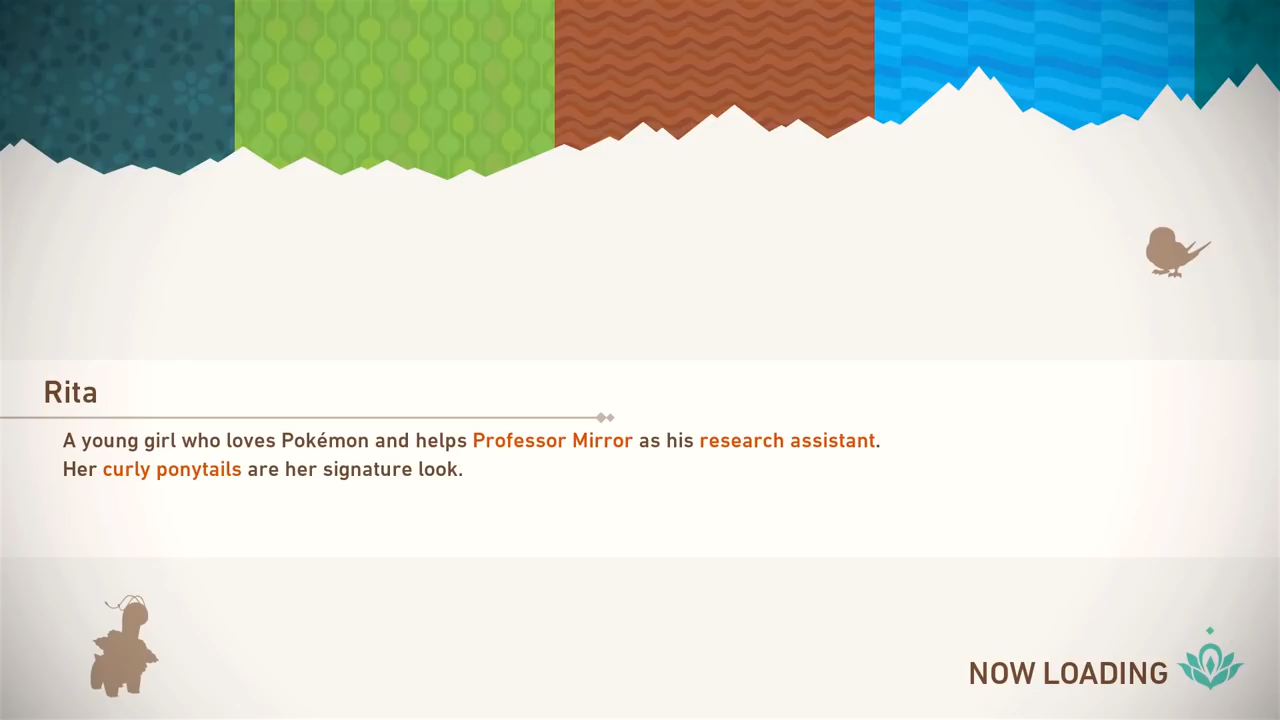 Rita
A young girl who loves Pokémon and helps Professor Mirror as his research assistant.
Her curly ponytails are her signature look.
NOW LOADING